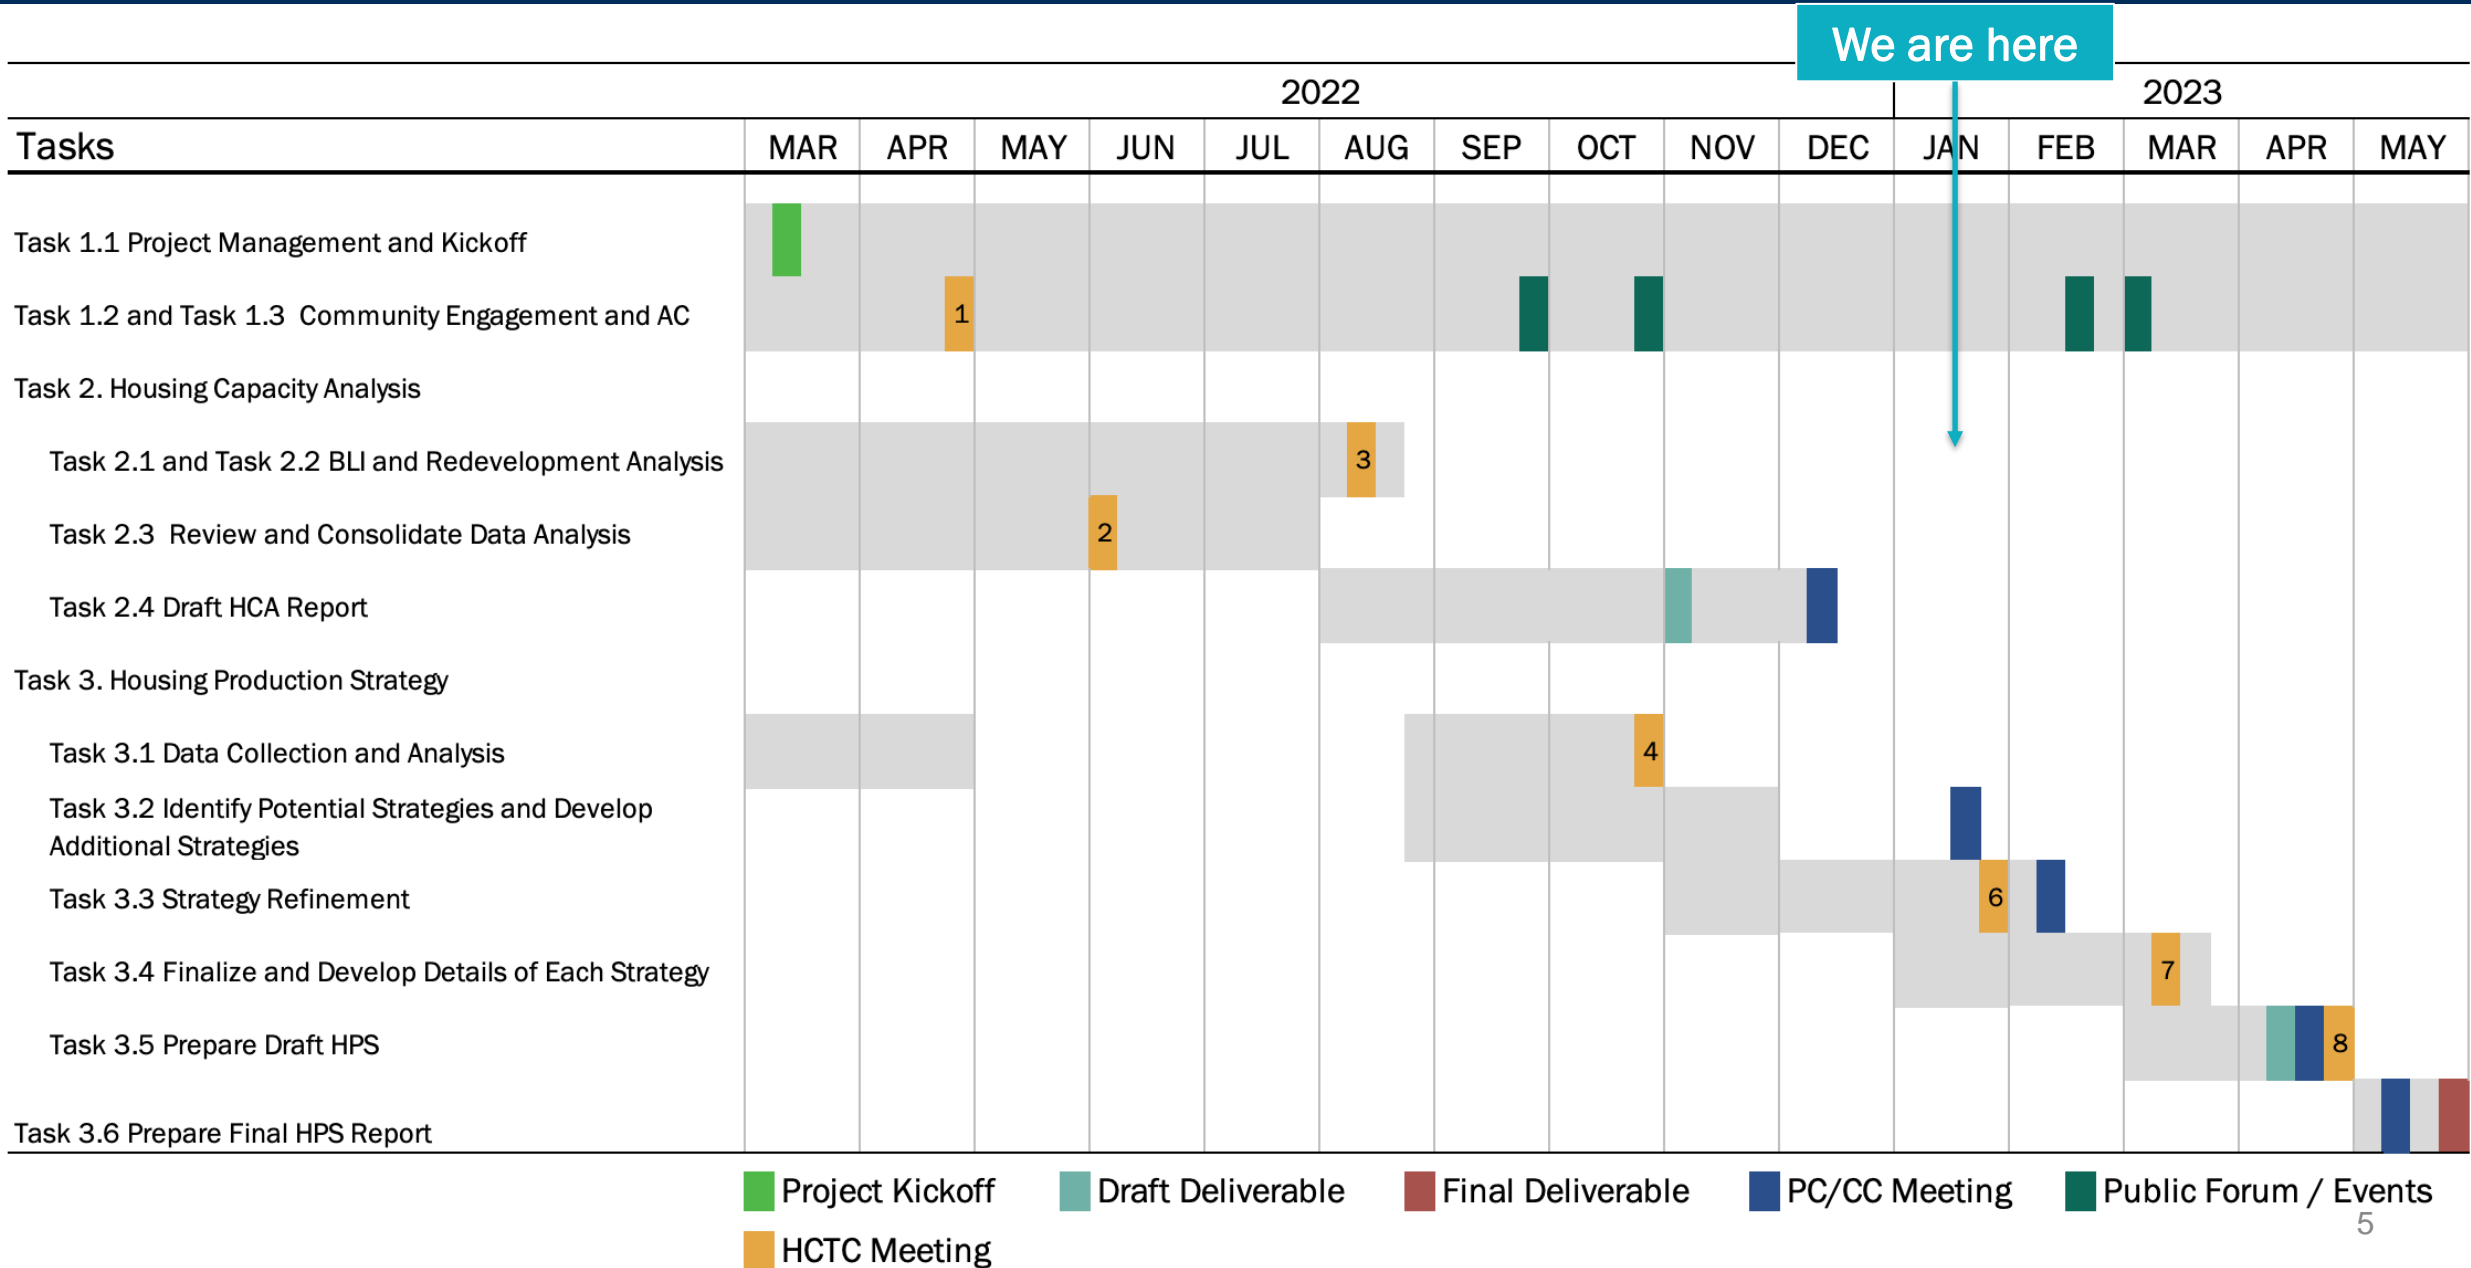 We are here
2022 2023
Tasks MAR APR MAY JUN JUL AUG SEP OCT NOV DEC JAN FEB MAR APR MAY
Task 1.1 Project Management and Kickoff
Task 1.2 and Task 1.3 Community Engagement and AC 1
Task 2. Housing Capacity Analysis
Task 2.1 and Task 2.2 BLI and Redevelopment Analysis 3
Task 2.3 Review and Consolidate Data Analysis 2
Task 2.4 Draft HCA Report
Task 3. Housing Production Strategy
Task 3.1 Data Collection and Analysis 4
Task 3.2 Identify Potential Strategies and Develop
Additional Strategies
Task 3.3 Strategy Refinement 6
Task 3.4 Finalize and Develop Details of Each Strategy 7
Task 3.5 Prepare Draft HPS 8
Task 3.6 Prepare Final HPS Report
Project Kickoff Draft Deliverable Final Deliverable PC/CC Meeting Public Forum / Events
5
HCTC Meeting